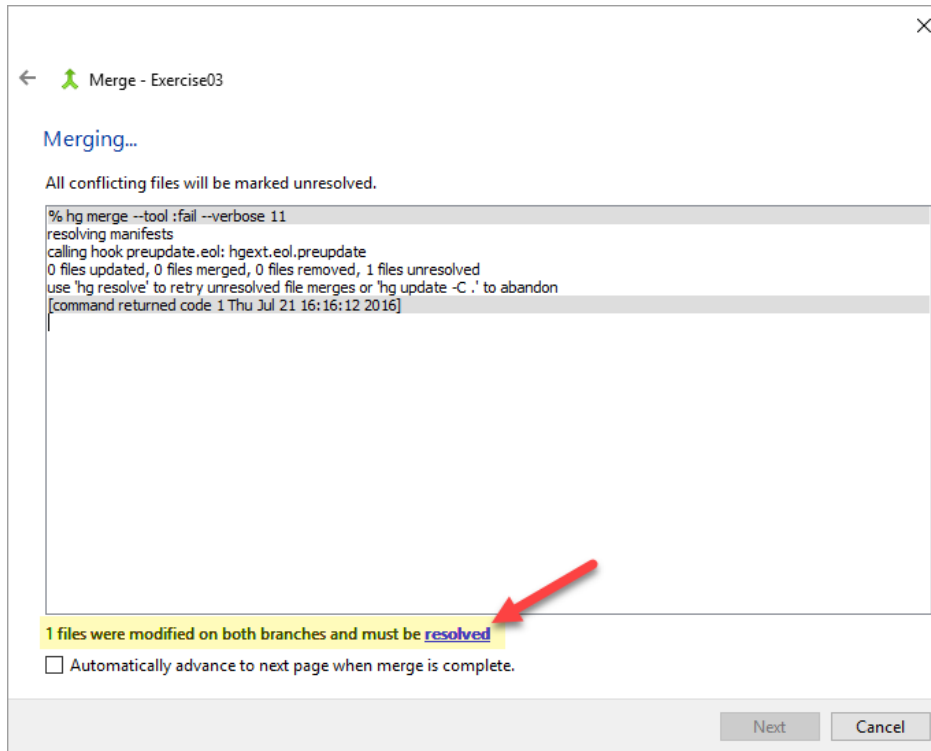 Merge - Exercise03
Merging...
All conflicting files will be marked unresolved.
% hg merge --tool :fail --verbose 11
resolving manifests
calling hook preupdate.eol: hgext.eol.preupdate
0 files updated, 0 files merged, 0 files removed, 1 files unresolved
use 'hg resolve' to retry unresolved file merges or 'hg update -C .' to abandon
[command returned code 1 Thu Jul 21 16:16:12 2016]
1 files were modified on both branches and must be resolved
Automatically advance to next page when merge is complete.
Next Cancel